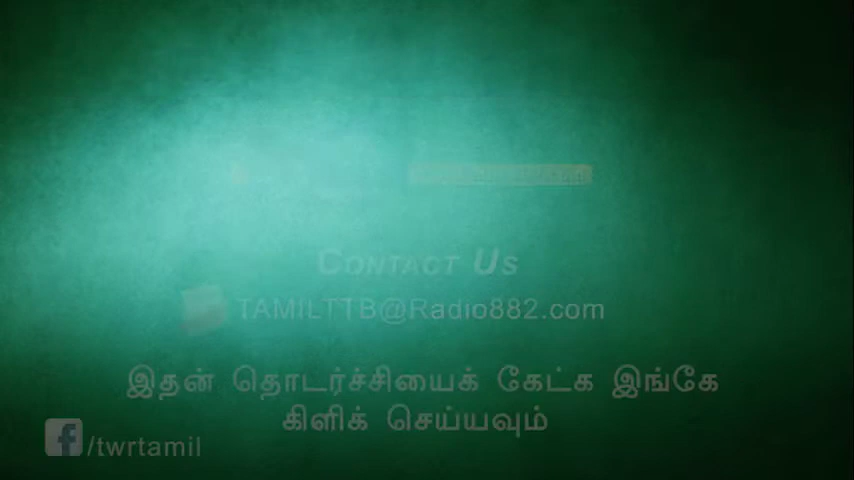 Contact Us
TAMILTTB@Radio882.com
இதன் தொடர்ச்சியைக் கேட்க இங்கே
கிளிக் செய்யவும்
/twrtamil